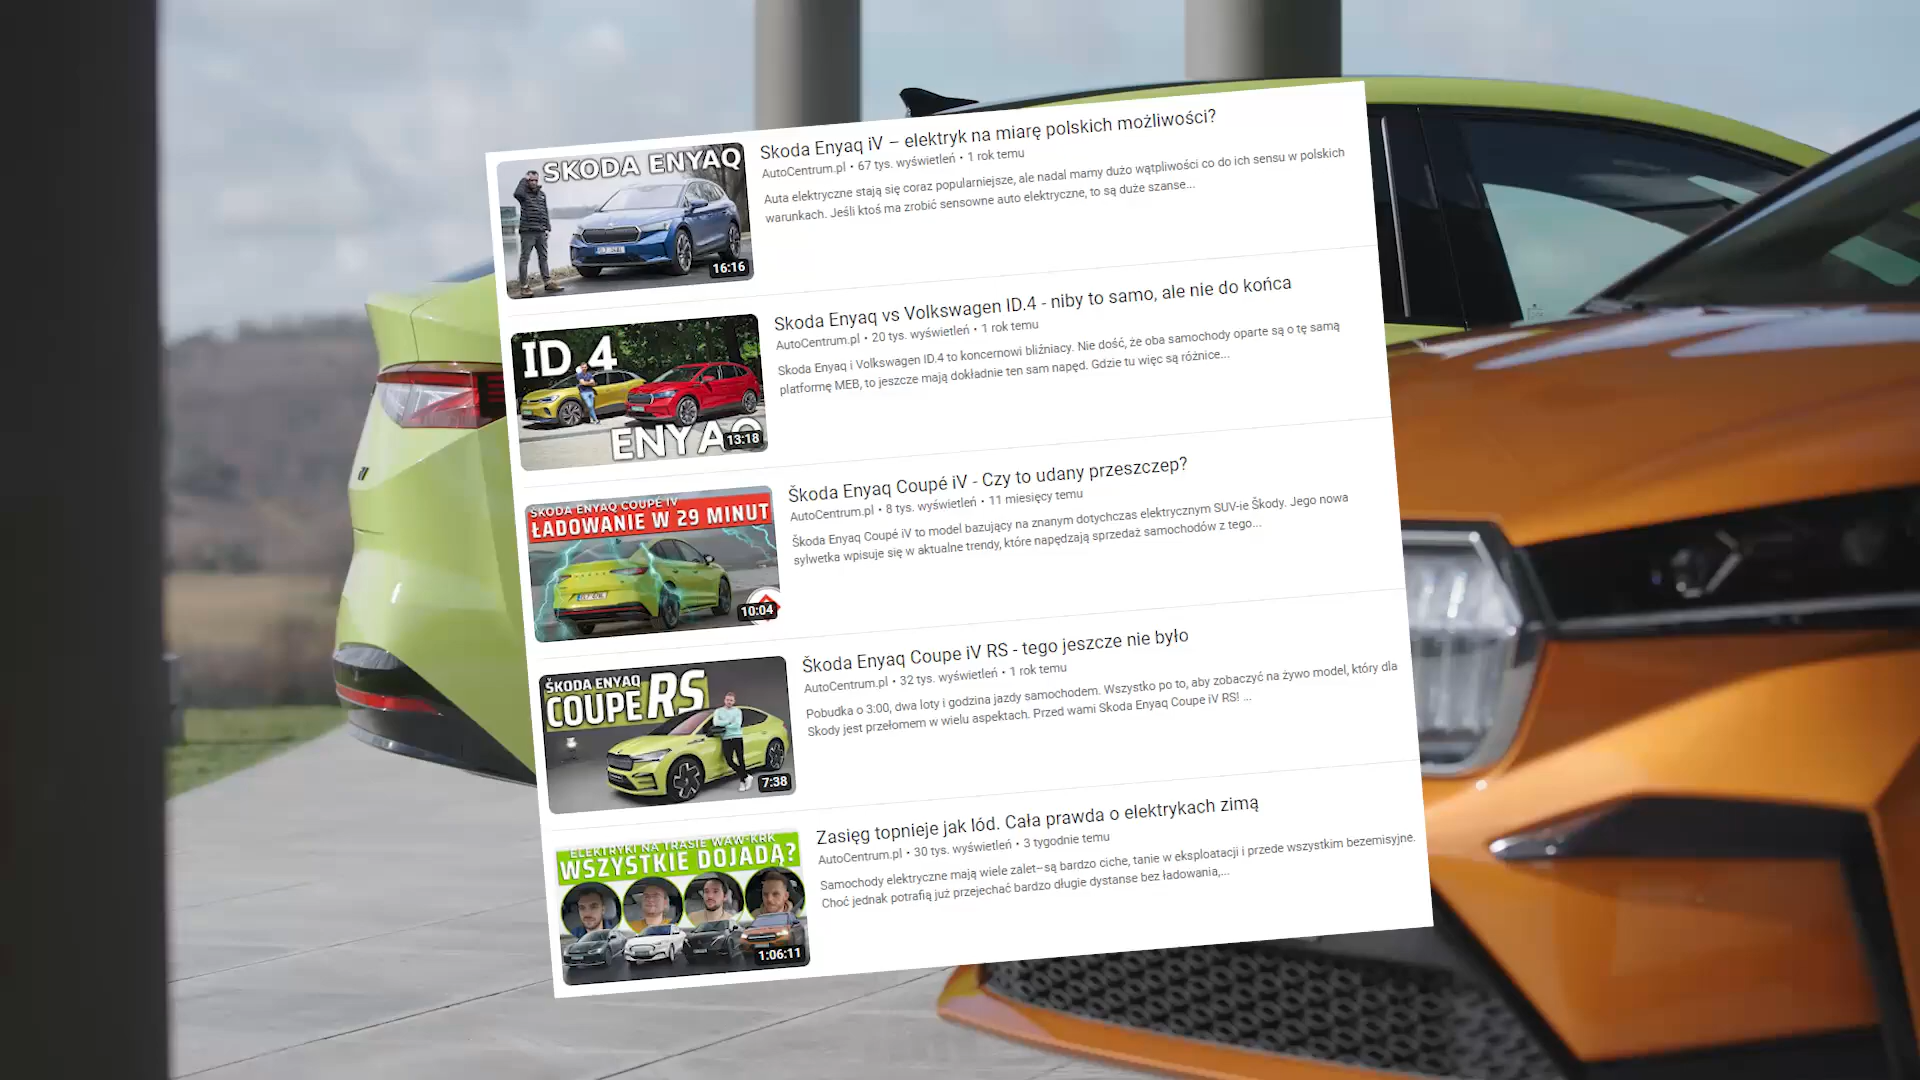 SKODA ENYAQ
16:16
Skoda Enyaq iV – elektryk na miarę polskich możliwości?
AutoCentrum.pl • 67 tys. wyświetleń • 1 rok temu
Auta elektryczne stają się coraz popularniejsze, ale nadal mamy dużo wątpliwości co do ich sensu w polskich
warunkach. Jeśli ktoś ma zrobić sensowne auto elektryczne, to są duże szanse...
ID.4
ENYAQ
13:18
Skoda Enyaq vs Volkswagen ID.4 - niby to samo, ale nie do końca
AutoCentrum.pl • 20 tys. wyświetleń • 1 rok temu
Skoda Enyaq i Volkswagen ID.4 to koncernowi bliźniacy. Nie dość, że oba samochody oparte są o tę samą
platformę MEB, to jeszcze mają dokładnie ten sam napęd. Gdzie tu więc są różnice...
ŠKODA ENYAQ COUPÉ IV
ŁADOWANIE W 29 MINUT
10:04
Škoda Enyaq Coupé iV - Czy to udany przeszczep?
AutoCentrum.pl • 8 tys. wyświetleń • 11 miesięcy temu
Škoda Enyaq Coupé iV to model bazujący na znanym dotychczas elektrycznym SUV-ie Škody. Jego nowa
sylwetka wpisuje się w aktualne trendy, które napędzają sprzedaż samochodów z tego...
ŠKODA ENYAQ
COUPE RS
7:38
Škoda Enyaq Coupe iV RS - tego jeszcze nie było
AutoCentrum.pl • 32 tys. wyświetleń • 1 rok temu
Pobudka o 3:00, dwa loty i godzina jazdy samochodem. Wszystko po to, aby zobaczyć na żywo model, który dla
Skody jest przełomem w wielu aspektach. Przed wami Skoda Enyaq Coupe iV RS! ...
ELEKTRYKI NA TRASIE WAW-KRK
WSZYSTKIE DOJADĄ?
1:06:11
Zasięg topnieje jak lód. Cała prawda o elektrykach zimą
AutoCentrum.pl • 30 tys. wyświetleń • 3 tygodnie temu
Samochody elektryczne mają wiele zalet–są bardzo ciche, tanie w eksploatacji i przede wszystkim bezemisyjne.
Choć jednak potrafią już przejechać bardzo długie dystanse bez ładowania,...